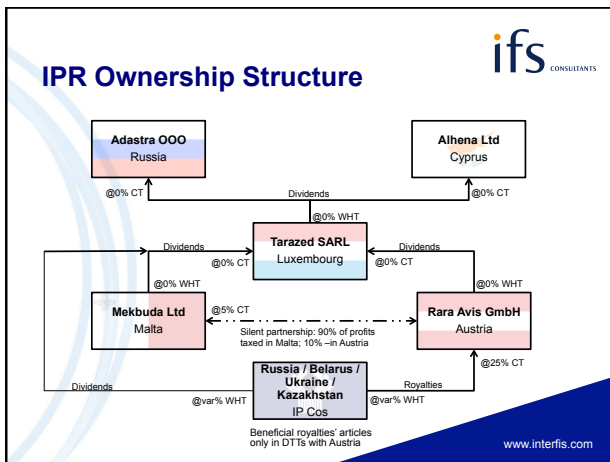 ifs CONSULTANTS
IPR Ownership Structure
Adastra OOO
Russia
Alhena Ltd
Cyprus
@0% CT
Dividends
@0% CT
@0% WHT
Dividends
Tarazed SARL
Luxembourg
Dividends
@0% CT
@0% CT
@0% WHT
@0% WHT
Mekbuda Ltd
Malta
@5% CT
Rara Avis GmbH
Austria
Silent partnership: 90% of profits
taxed in Malta; 10% –in Austria
@25% CT
Russia / Belarus /
Ukraine /
Kazakhstan
IP Cos
Dividends
Royalties
@var% WHT
@var% WHT
Beneficial royalties' articles
only in DTTs with Austria
www.interfis.com